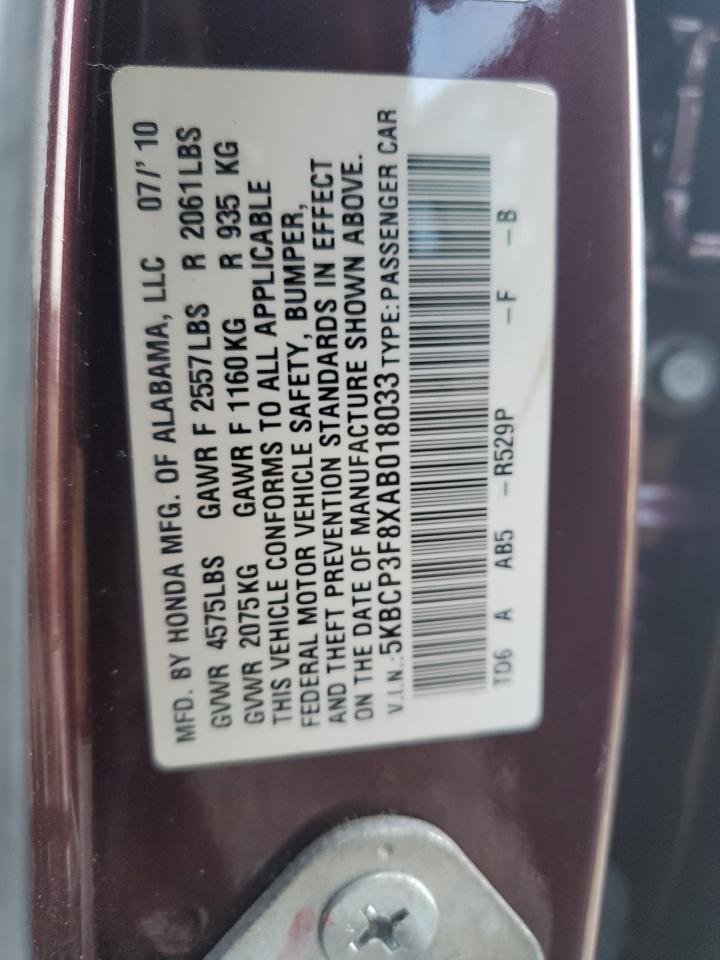 MFD. BY HONDA MFG. OF ALABAMA, LLC 07/'10
GVWR 4575LBS GAWR F 2557LBS R 2061LBS
GVWR 2075KG GAWR F 1160KG R 935 KG
THIS VEHICLE CONFORMS TO ALL APPLICABLE
FEDERAL MOTOR VEHICLE SAFETY, BUMPER,
AND THEFT PREVENTION STANDARDS IN EFFECT
ON THE DATE OF MANUFACTURE SHOWN ABOVE.
V.I.N.:5KBCP3F8XAB018033 TYPE:PASSENGER CAR
TD6 A AB5 -R529P -F -B